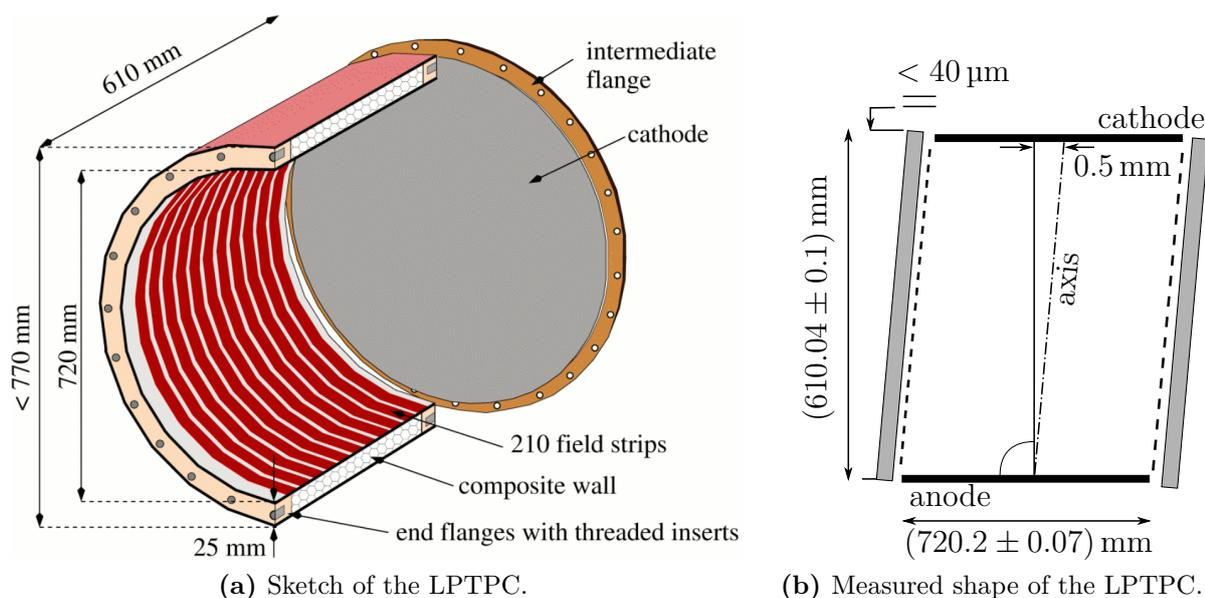 610 mm
intermediate
flange
cathode
< 770 mm
720 mm
210 field strips
composite wall
end flanges with threaded inserts
25 mm
(a) Sketch of the LPTPC.
< 40 µm
cathode
0.5 mm
(610.04 ± 0.1) mm
axis
anode
(720.2 ± 0.07) mm
(b) Measured shape of the LPTPC.